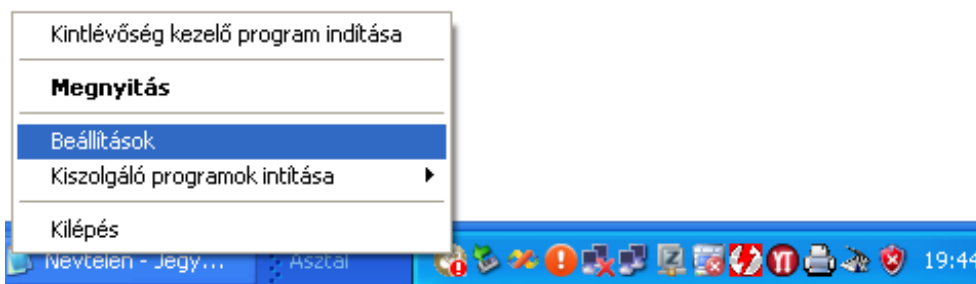 Kintlévőség kezelő program indítása
Megnyitás
Beállítások
Kiszolgáló programok intítása
Kilépés
Névtelen - Jegy... Asztal 19:44